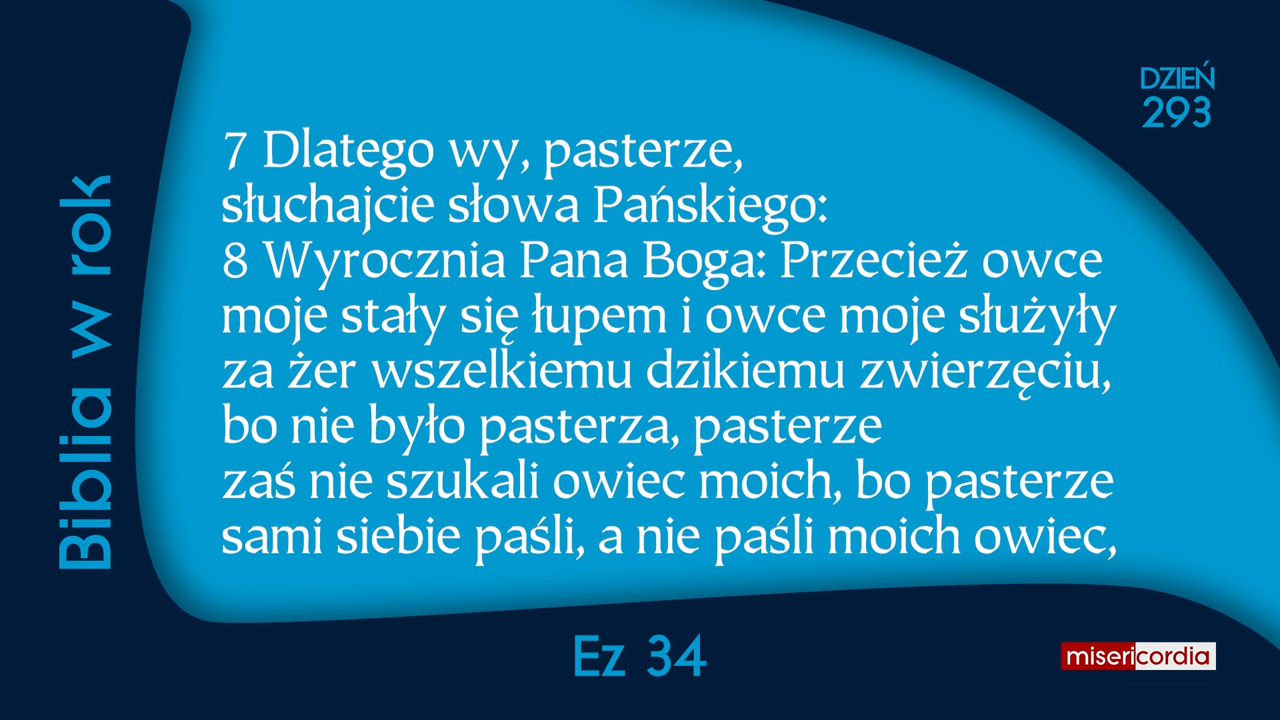 DZIEŃ
293
Biblia w rok
7 Dlatego wy, pasterze,
słuchajcie słowa Pańskiego:
8 Wyrocznia Pana Boga: Przecież owce
moje stały się łupem i owce moje służyły
za żer wszelkiemu dzikiemu zwierzęciu,
bo nie było pasterza, pasterze
zaś nie szukali owiec moich, bo pasterze
sami siebie paśli, a nie paśli moich owiec,
Ez 34
misericordia